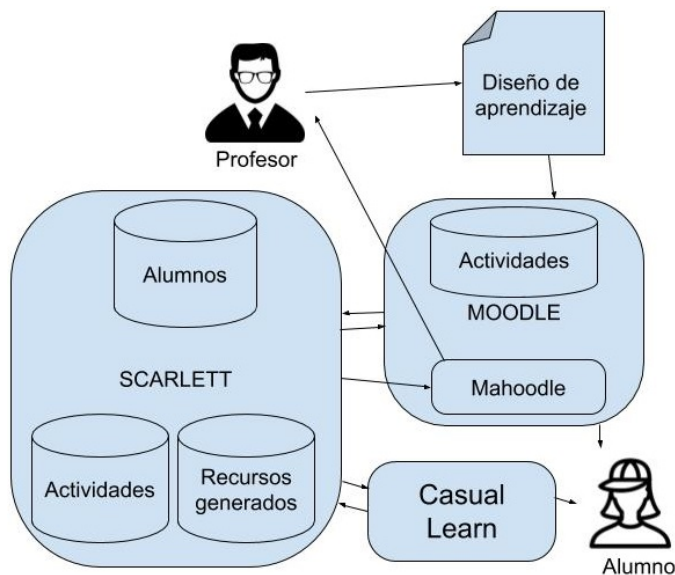 Diseño de
aprendizaje
Profesor
Alumnos
Actividades
MOODLE
SCARLETT
Mahoodle
Actividades
Recursos
generados
Casual
Learn
Alumno